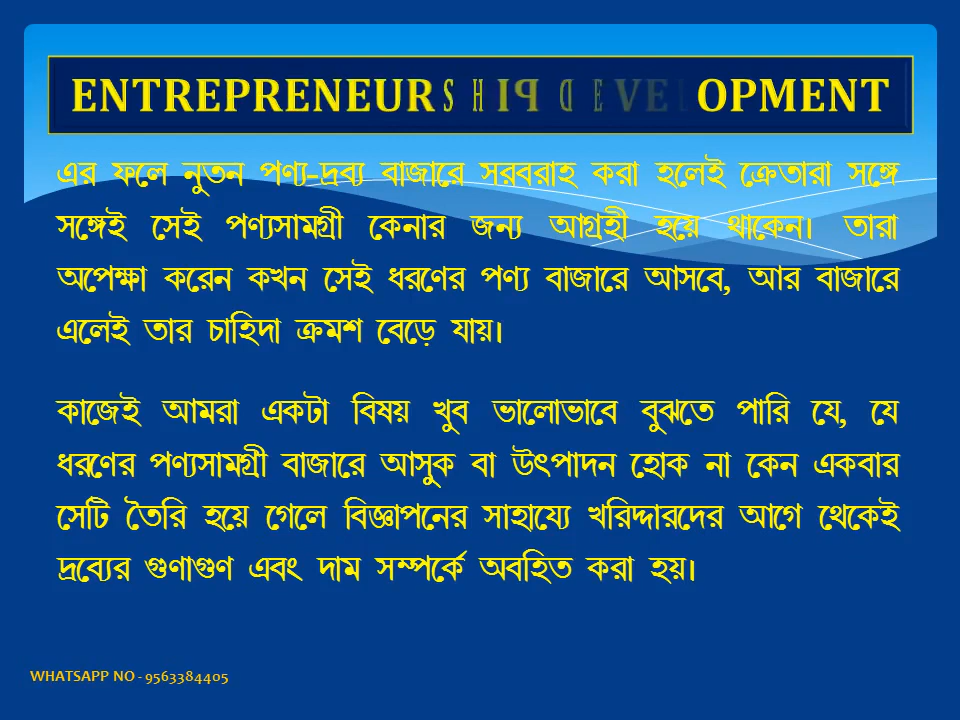 ENTREPRENEURSHIP DEVELOPMENT
এর ফলে নুতন পণ্য-দ্রব্য বাজারে সরবরাহ করা হলেই ক্রেতারা সঙ্গে
সঙ্গেই সেই পণ্যসামগ্রী কেনার জন্য আগ্রহী হয়ে থাকেন। তারা
অপেক্ষা করেন কখন সেই ধরণের পণ্য বাজারে আসবে, আর বাজারে
এলেই তার চাহিদা ক্রমশ বেড়ে যায়।
কাজেই আমরা একটা বিষয় খুব ভালোভাবে বুঝতে পারি যে, যে
ধরণের পণ্যসামগ্রী বাজারে আসুক বা উৎপাদন হোক না কেন একবার
সেটি তৈরি হয়ে গেলে বিজ্ঞাপনের সাহায্যে খরিদ্দারদের আগে থেকেই
দ্রব্যের গুণাগুণ এবং দাম সম্পর্কে অবহিত করা হয়।
WHATSAPP NO - 9563384405